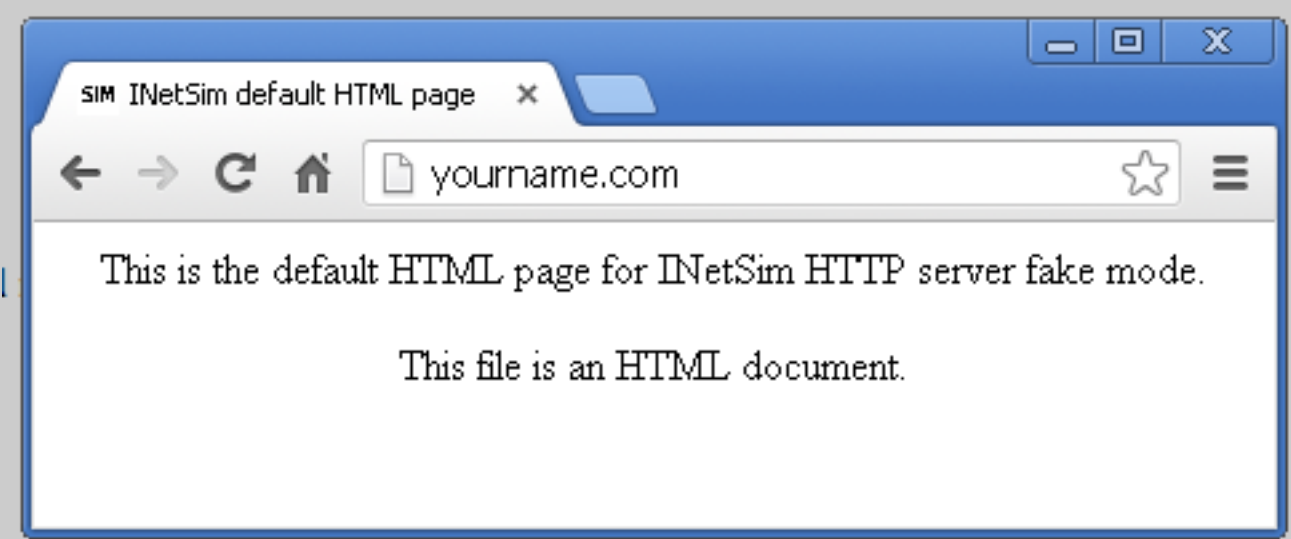 SIM INetSim default HTML page
yourname.com
This is the default HTML page for INetSim HTTP server fake mode.
This file is an HTML document.